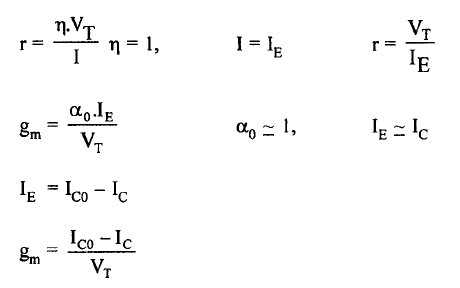 r = η.V_T / I η = 1, I = I_E r = V_T / I_E
g_m = α_0.I_E / V_T α_0 ≃ 1, I_E ≃ I_C
I_E = I_C0 – I_C
g_m = I_C0 – I_C / V_T